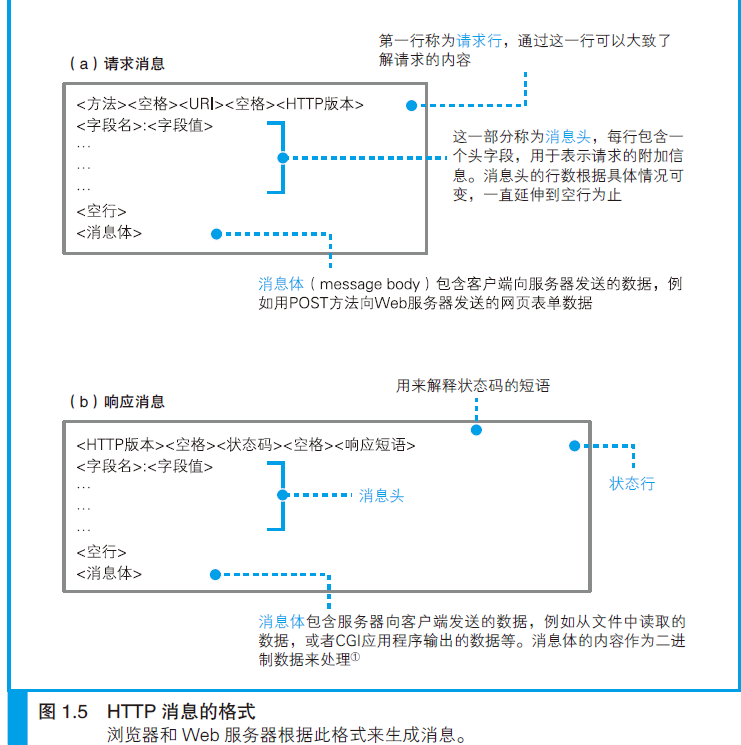 第一行称为请求行，通过这一行可以大致了
解请求的内容
（a）请求消息
<方法><空格><URI><空格><HTTP版本>
<字段名>:<字段值>
…
…
…
<空行>
<消息体>
这一部分称为消息头，每行包含一
个头字段，用于表示请求的附加信
息。消息头的行数根据具体情况可
变，一直延伸到空行为止
消息体（message body）包含客户端向服务器发送的数据，例
如用POST方法向Web服务器发送的网页表单数据
用来解释状态码的短语
（b）响应消息
<HTTP版本><空格><状态码><空格><响应短语>
<字段名>:<字段值>
…
…
…
<空行>
<消息体>
状态行
消息头
消息体包含服务器向客户端发送的数据，例如从文件中读取的
数据，或者CGI应用程序输出的数据等。消息体的内容作为二进
制数据来处理①
图 1.5 HTTP 消息的格式
浏览器和 Web 服务器根据此格式来生成消息。